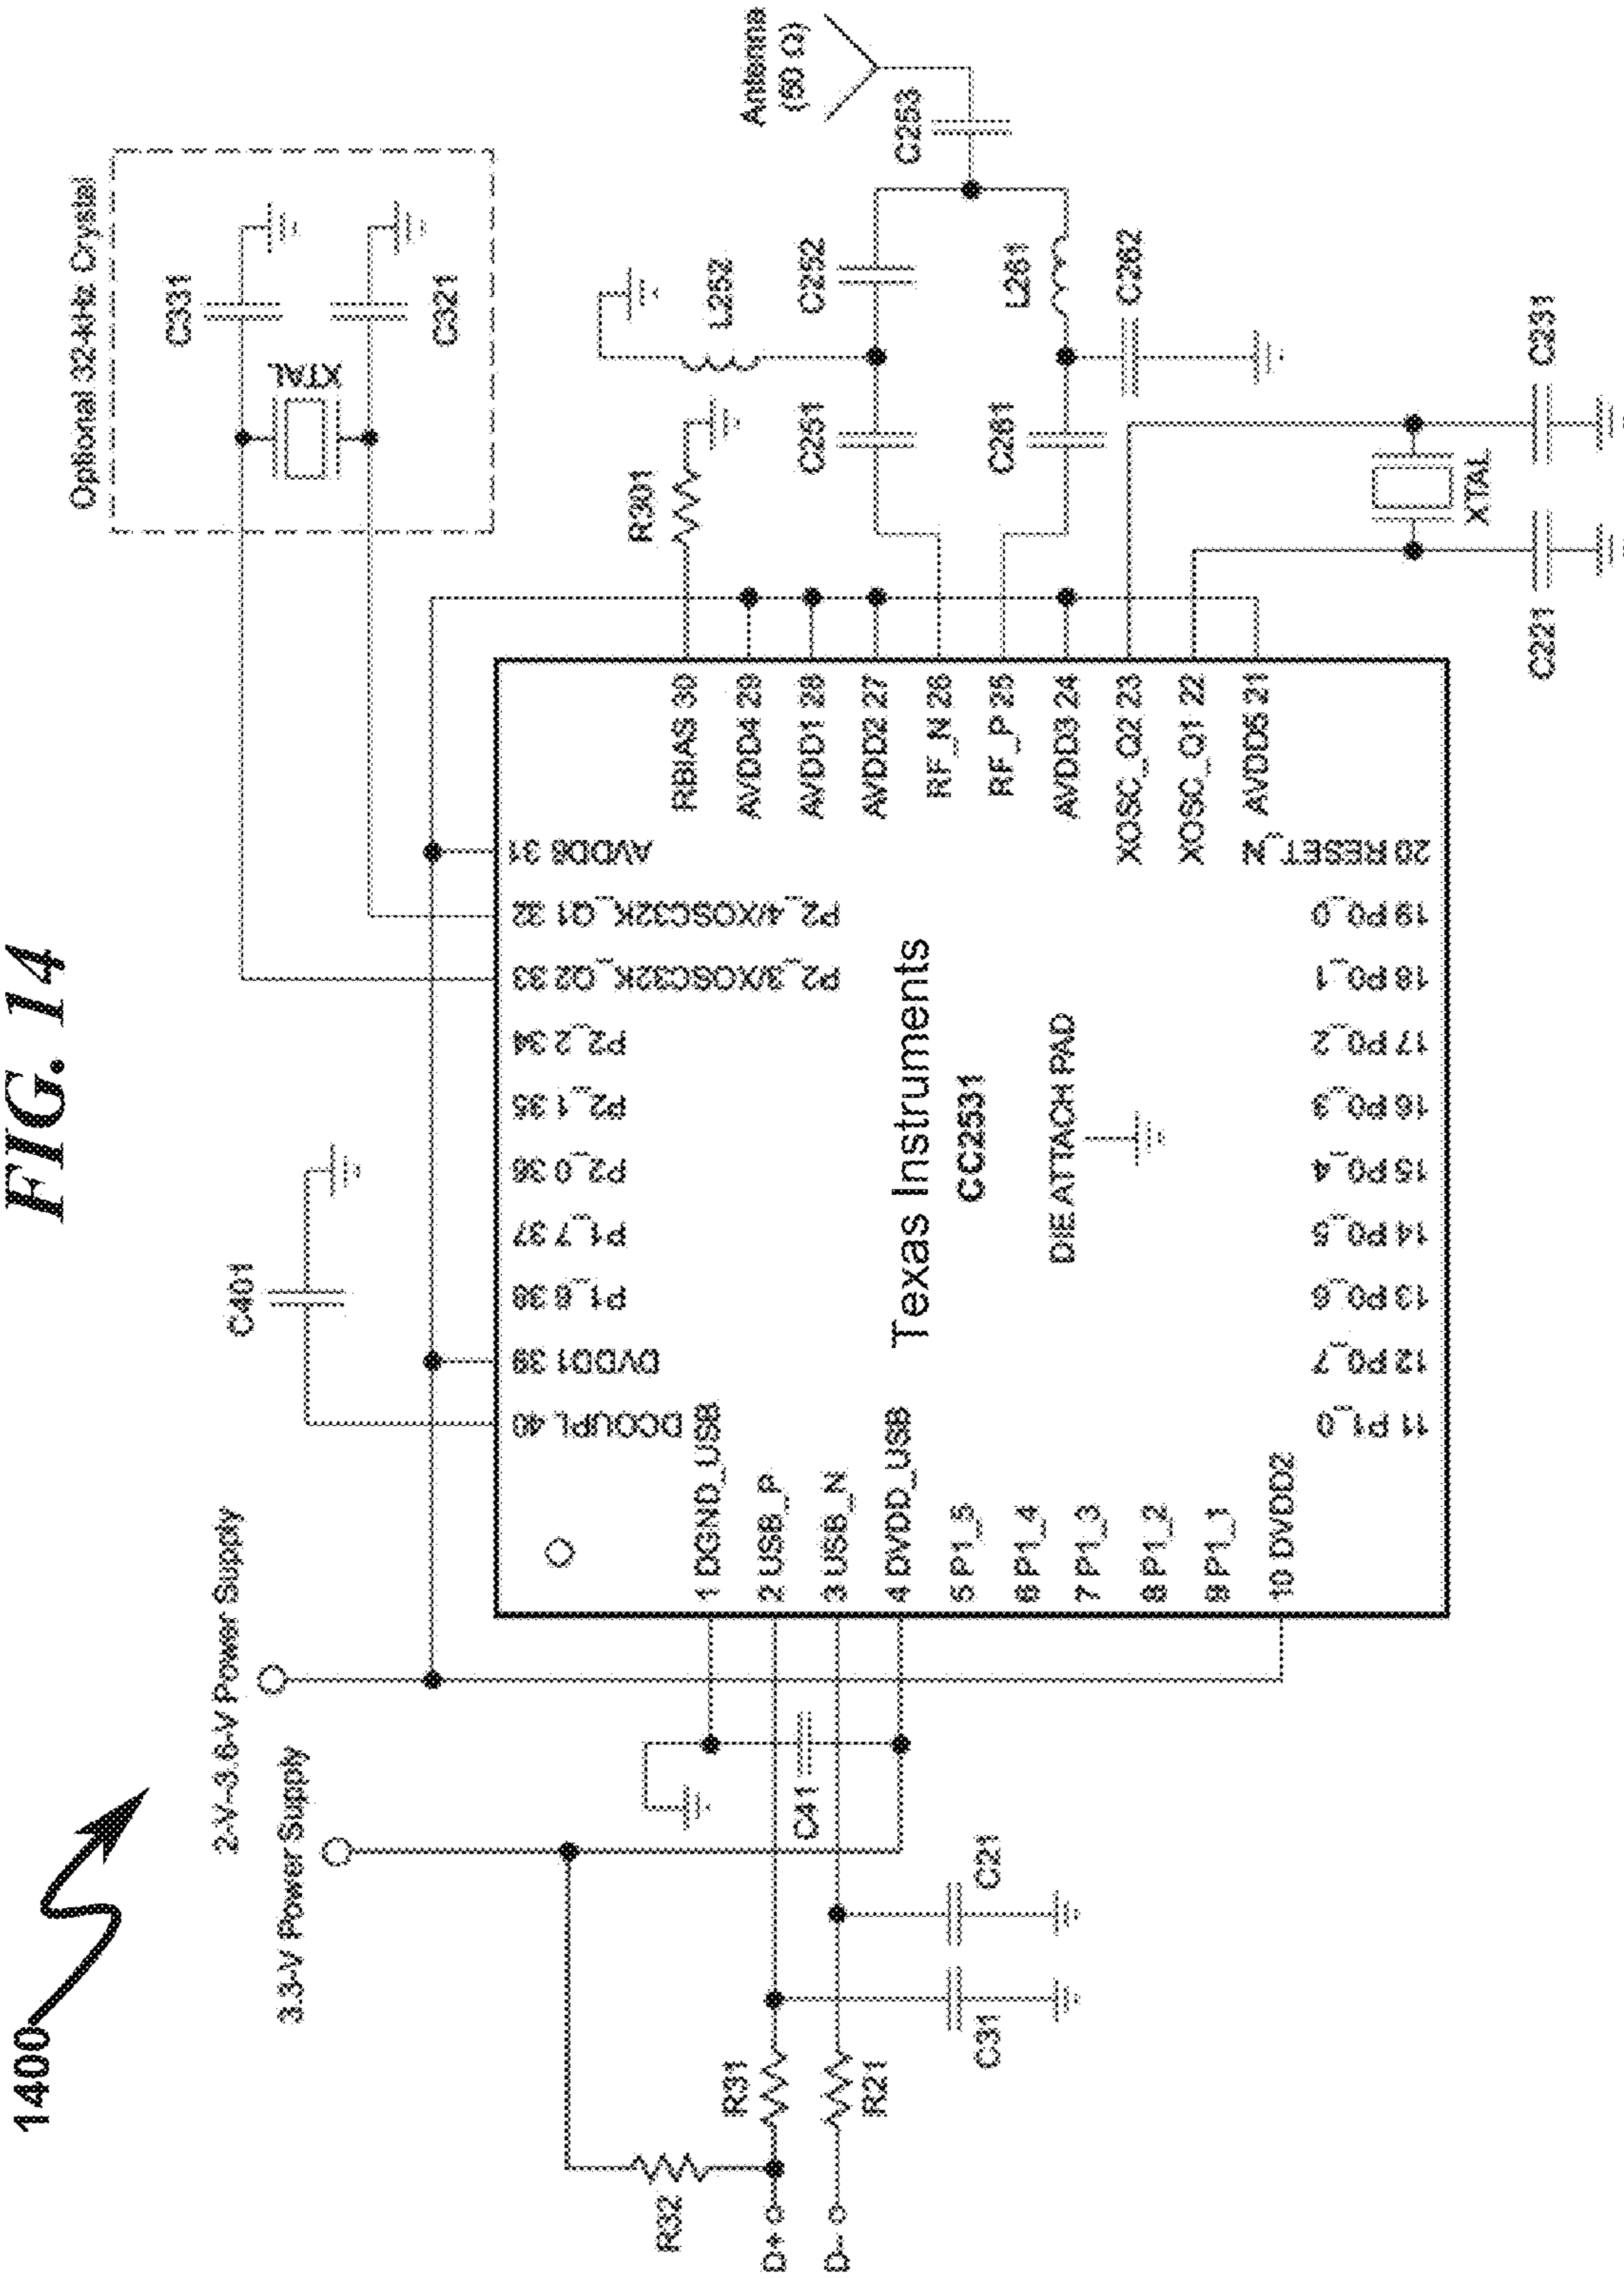 FIG. 14
1400
2-V–3.6-V Power Supply
3.3-V Power Supply
Optional 32-kHz Crystal
C331
XTAL
C321
C401
Antenna
(50 Ω)
C253
L252
C252
C251
L261
C262
C261
R301
R32
R31
R21
D+
D–
C41
C21
C31
XTAL
C221
C231
Texas Instruments
CC2531
DIE ATTACH PAD
1 DGND_USB
2 USB_P
3 USB_N
4 DVDD_USB
5 P1_5
6 P1_4
7 P1_3
8 P1_2
9 P1_1
10 DVDD2
11 P1_0
12 P0_7
13 P0_6
14 P0_5
15 P0_4
16 P0_3
17 P0_2
18 P0_1
19 P0_0
20 RESET_N
AVDD5 21
XOSC_Q1 22
XOSC_Q2 23
AVDD3 24
RF_P 25
RF_N 26
AVDD2 27
AVDD1 28
AVDD4 29
RBIAS 30
AVDD6 31
P2_4/XOSC32K_Q1 32
P2_3/XOSC32K_Q2 33
P2_2 34
P2_1 35
P2_0 36
P1_7 37
P1_6 38
DVDD1 39
DCOUPL 40